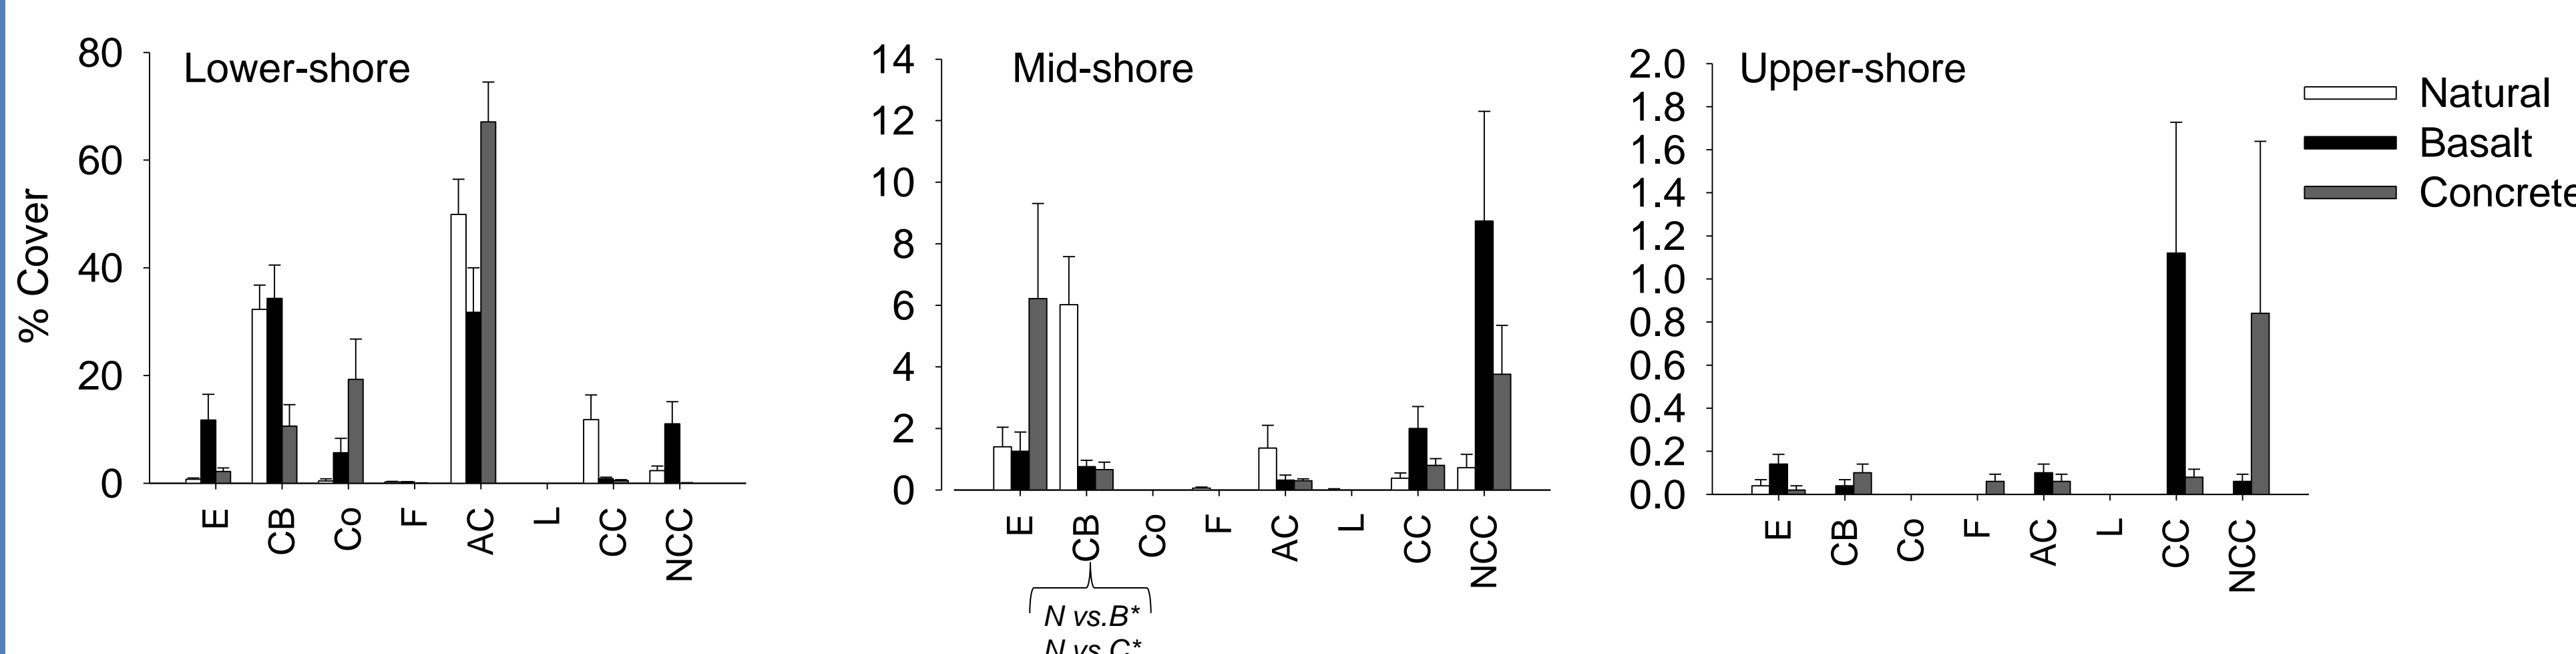 Lower-shore
% Cover
80
60
40
20
0
E
CB
Co
F
AC
L
CC
NCC
Mid-shore
14
12
10
8
6
4
2
0
E
CB
Co
F
AC
L
CC
NCC
N vs.B*
N vs C*
Upper-shore
2.0
1.8
1.6
1.4
1.2
1.0
0.8
0.6
0.4
0.2
0.0
E
CB
Co
F
AC
L
CC
NCC
Natural
Basalt
Concrete